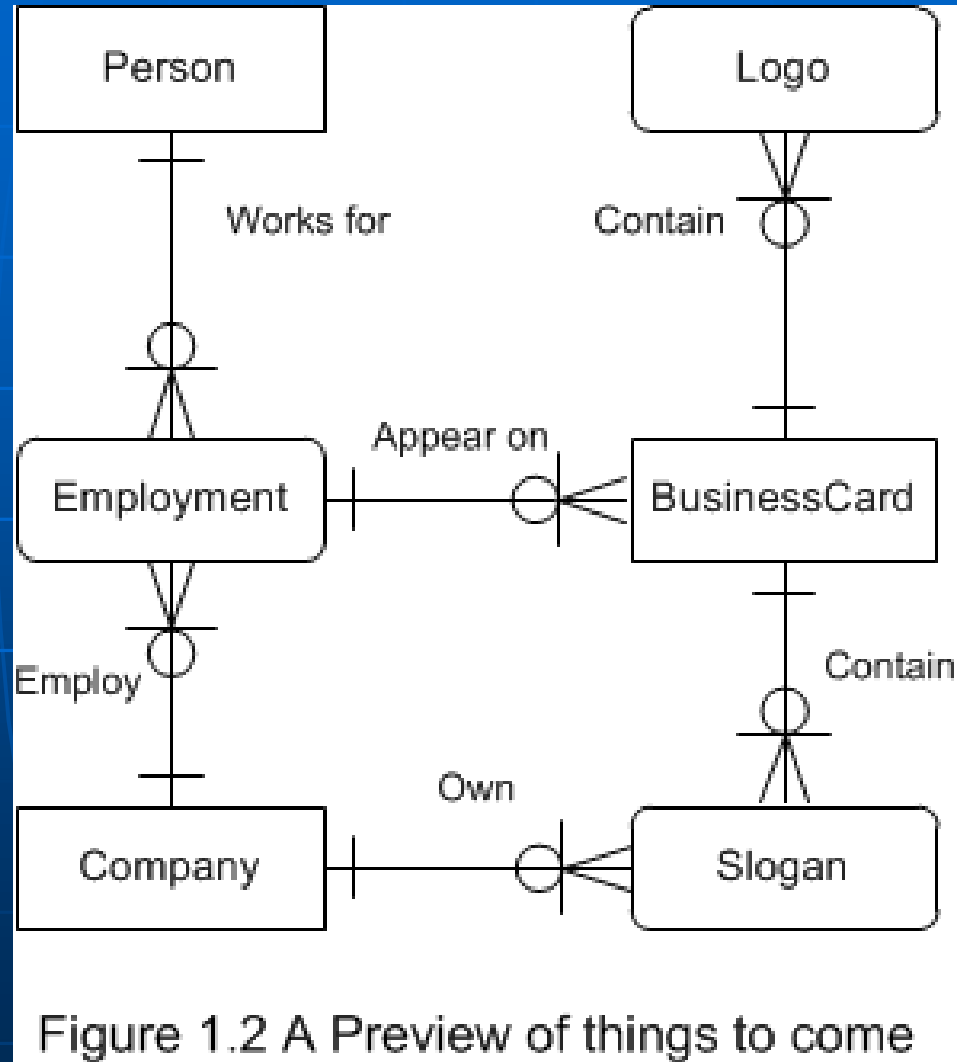 Person
Logo
Works for
Contain
Appear on
Employment
BusinessCard
Employ
Contain
Own
Company
Slogan
Figure 1.2 A Preview of things to come